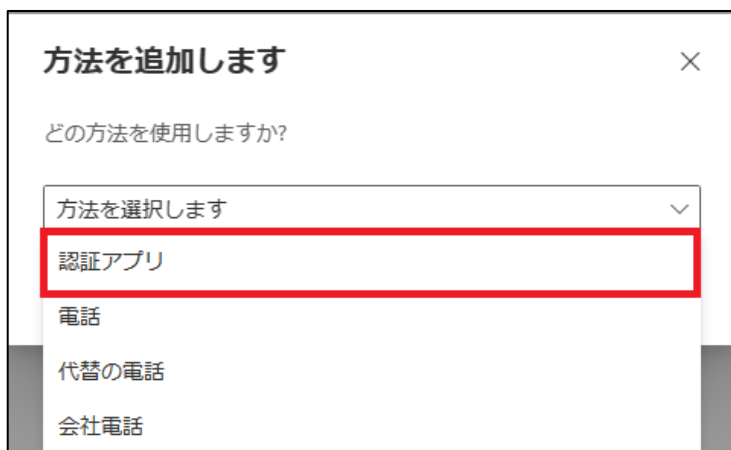 方法を追加します
どの方法を使用しますか?
方法を選択します
認証アプリ
電話
代替の電話
会社電話